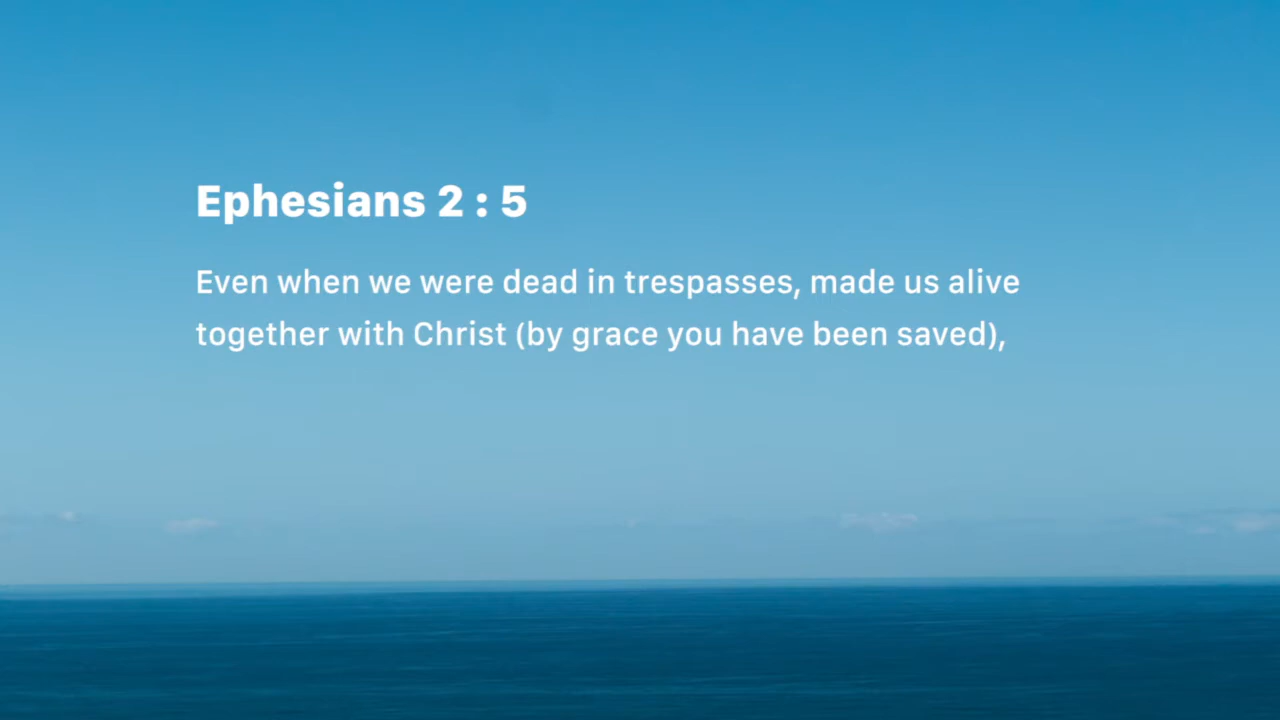 Ephesians 2 : 5
Even when we were dead in trespasses, made us alive
together with Christ (by grace you have been saved),